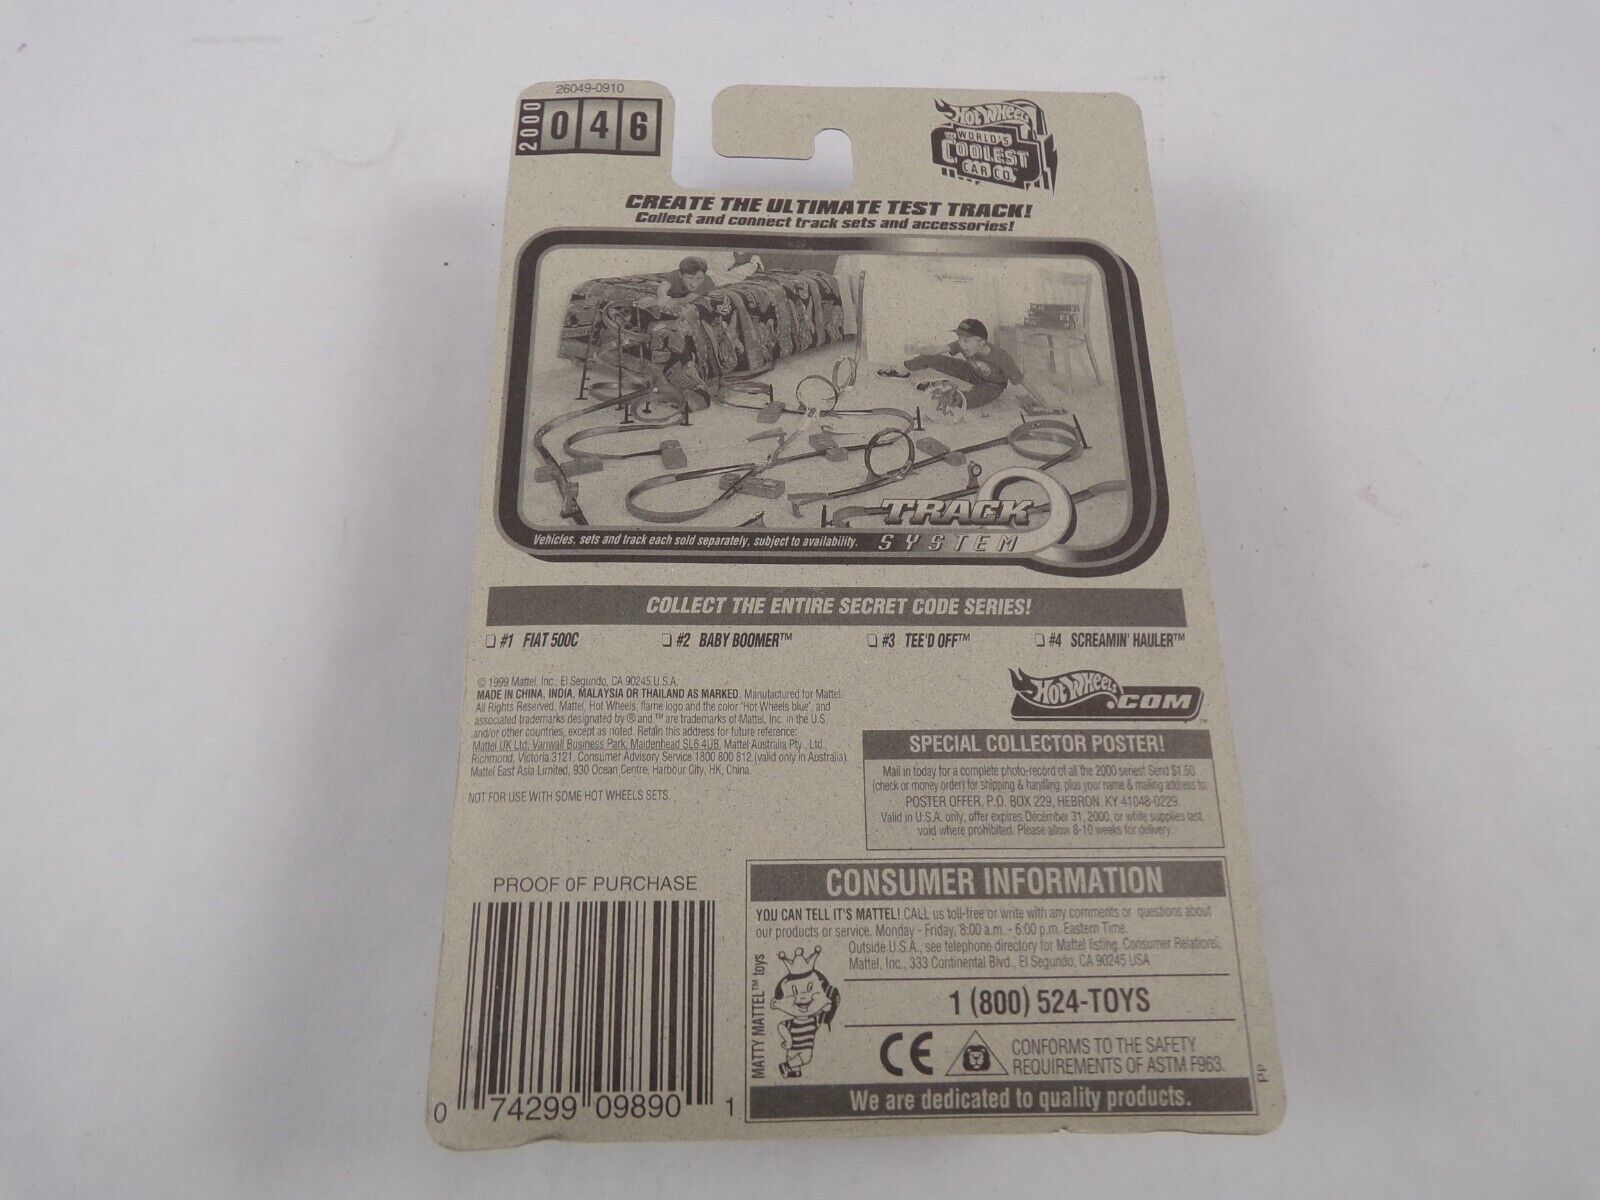 26049-0910
2000 046
HOT WHEELS
THE WORLD'S
COOLEST
CAR CO.™
CREATE THE ULTIMATE TEST TRACK!
Collect and connect track sets and accessories!
TRACK
SYSTEM
Vehicles, sets and track each sold separately, subject to availability.
COLLECT THE ENTIRE SECRET CODE SERIES!
❏ #1 FIAT 500C ❏ #2 BABY BOOMER™ ❏ #3 TEE'D OFF™ ❏ #4 SCREAMIN' HAULER™
© 1999 Mattel, Inc., El Segundo, CA 90245 U.S.A.
MADE IN CHINA, INDIA, MALAYSIA OR THAILAND AS MARKED. Manufactured for Mattel.
All Rights Reserved. Mattel, Hot Wheels, flame logo and the color "Hot Wheels blue", and
associated trademarks designated by ® and ™ are trademarks of Mattel, Inc. in the U.S.
and/or other countries, except as noted. Retain this address for future reference:
Mattel UK Ltd, Vanwall Business Park, Maidenhead SL6 4UB. Mattel Australia Pty., Ltd.,
Richmond, Victoria 3121. Consumer Advisory Service 1800 800 812 (valid only in Australia).
Mattel East Asia Limited, 930 Ocean Centre, Harbour City, HK, China.
NOT FOR USE WITH SOME HOT WHEELS SETS.
HOT WHEELS .COM™
SPECIAL COLLECTOR POSTER!
Mail in today for a complete photo-record of all the 2000 series! Send $1.50
(check or money order) for shipping & handling, plus your name & mailing address to:
POSTER OFFER, P.O. BOX 229, HEBRON, KY 41048-0229.
Valid in U.S.A. only, offer expires December 31, 2000, or while supplies last,
void where prohibited. Please allow 8-10 weeks for delivery.
PROOF OF PURCHASE
0 74299 09890 1
CONSUMER INFORMATION
YOU CAN TELL IT'S MATTEL! CALL us toll-free or write with any comments or questions about
our products or service. Monday - Friday, 8:00 a.m. - 6:00 p.m. Eastern Time.
Outside U.S.A., see telephone directory for Mattel listing. Consumer Relations,
Mattel, Inc., 333 Continental Blvd., El Segundo, CA 90245 USA
MATTY MATTEL™ toys
1 (800) 524-TOYS
CE
CONFORMS TO THE SAFETY
REQUIREMENTS OF ASTM F963.
We are dedicated to quality products.
PP